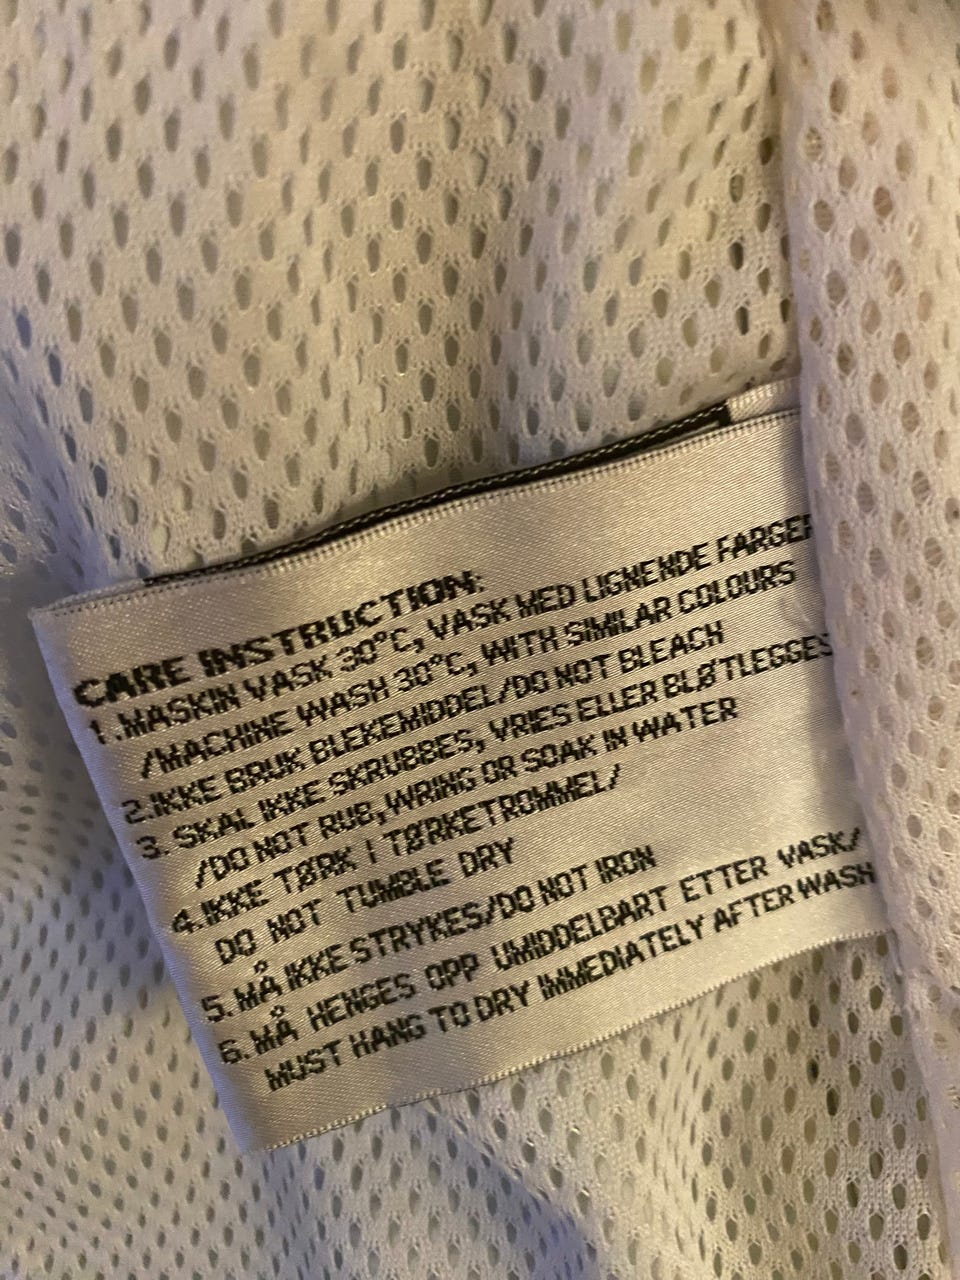 CARE INSTRUCTION:
1. MASKIN VASK 30°C, VASK MED LIGNENDE FARGER
/MACHINE WASH 30°C, WITH SIMILAR COLOURS
2.IKKE BRUK BLEKEMIDDEL/DO NOT BLEACH
3. SKAL IKKE SKRUBBES, VRIES ELLER BLØTLEGGES
/DO NOT RUB,WRING OR SOAK IN WATER
4.IKKE TØRK I TØRKETROMMEL/
DO NOT TUMBLE DRY
5. MÅ IKKE STRYKES/DO NOT IRON
6. MÅ HENGES OPP UMIDDELBART ETTER VASK/
MUST HANG TO DRY IMMEDIATELY AFTER WASH